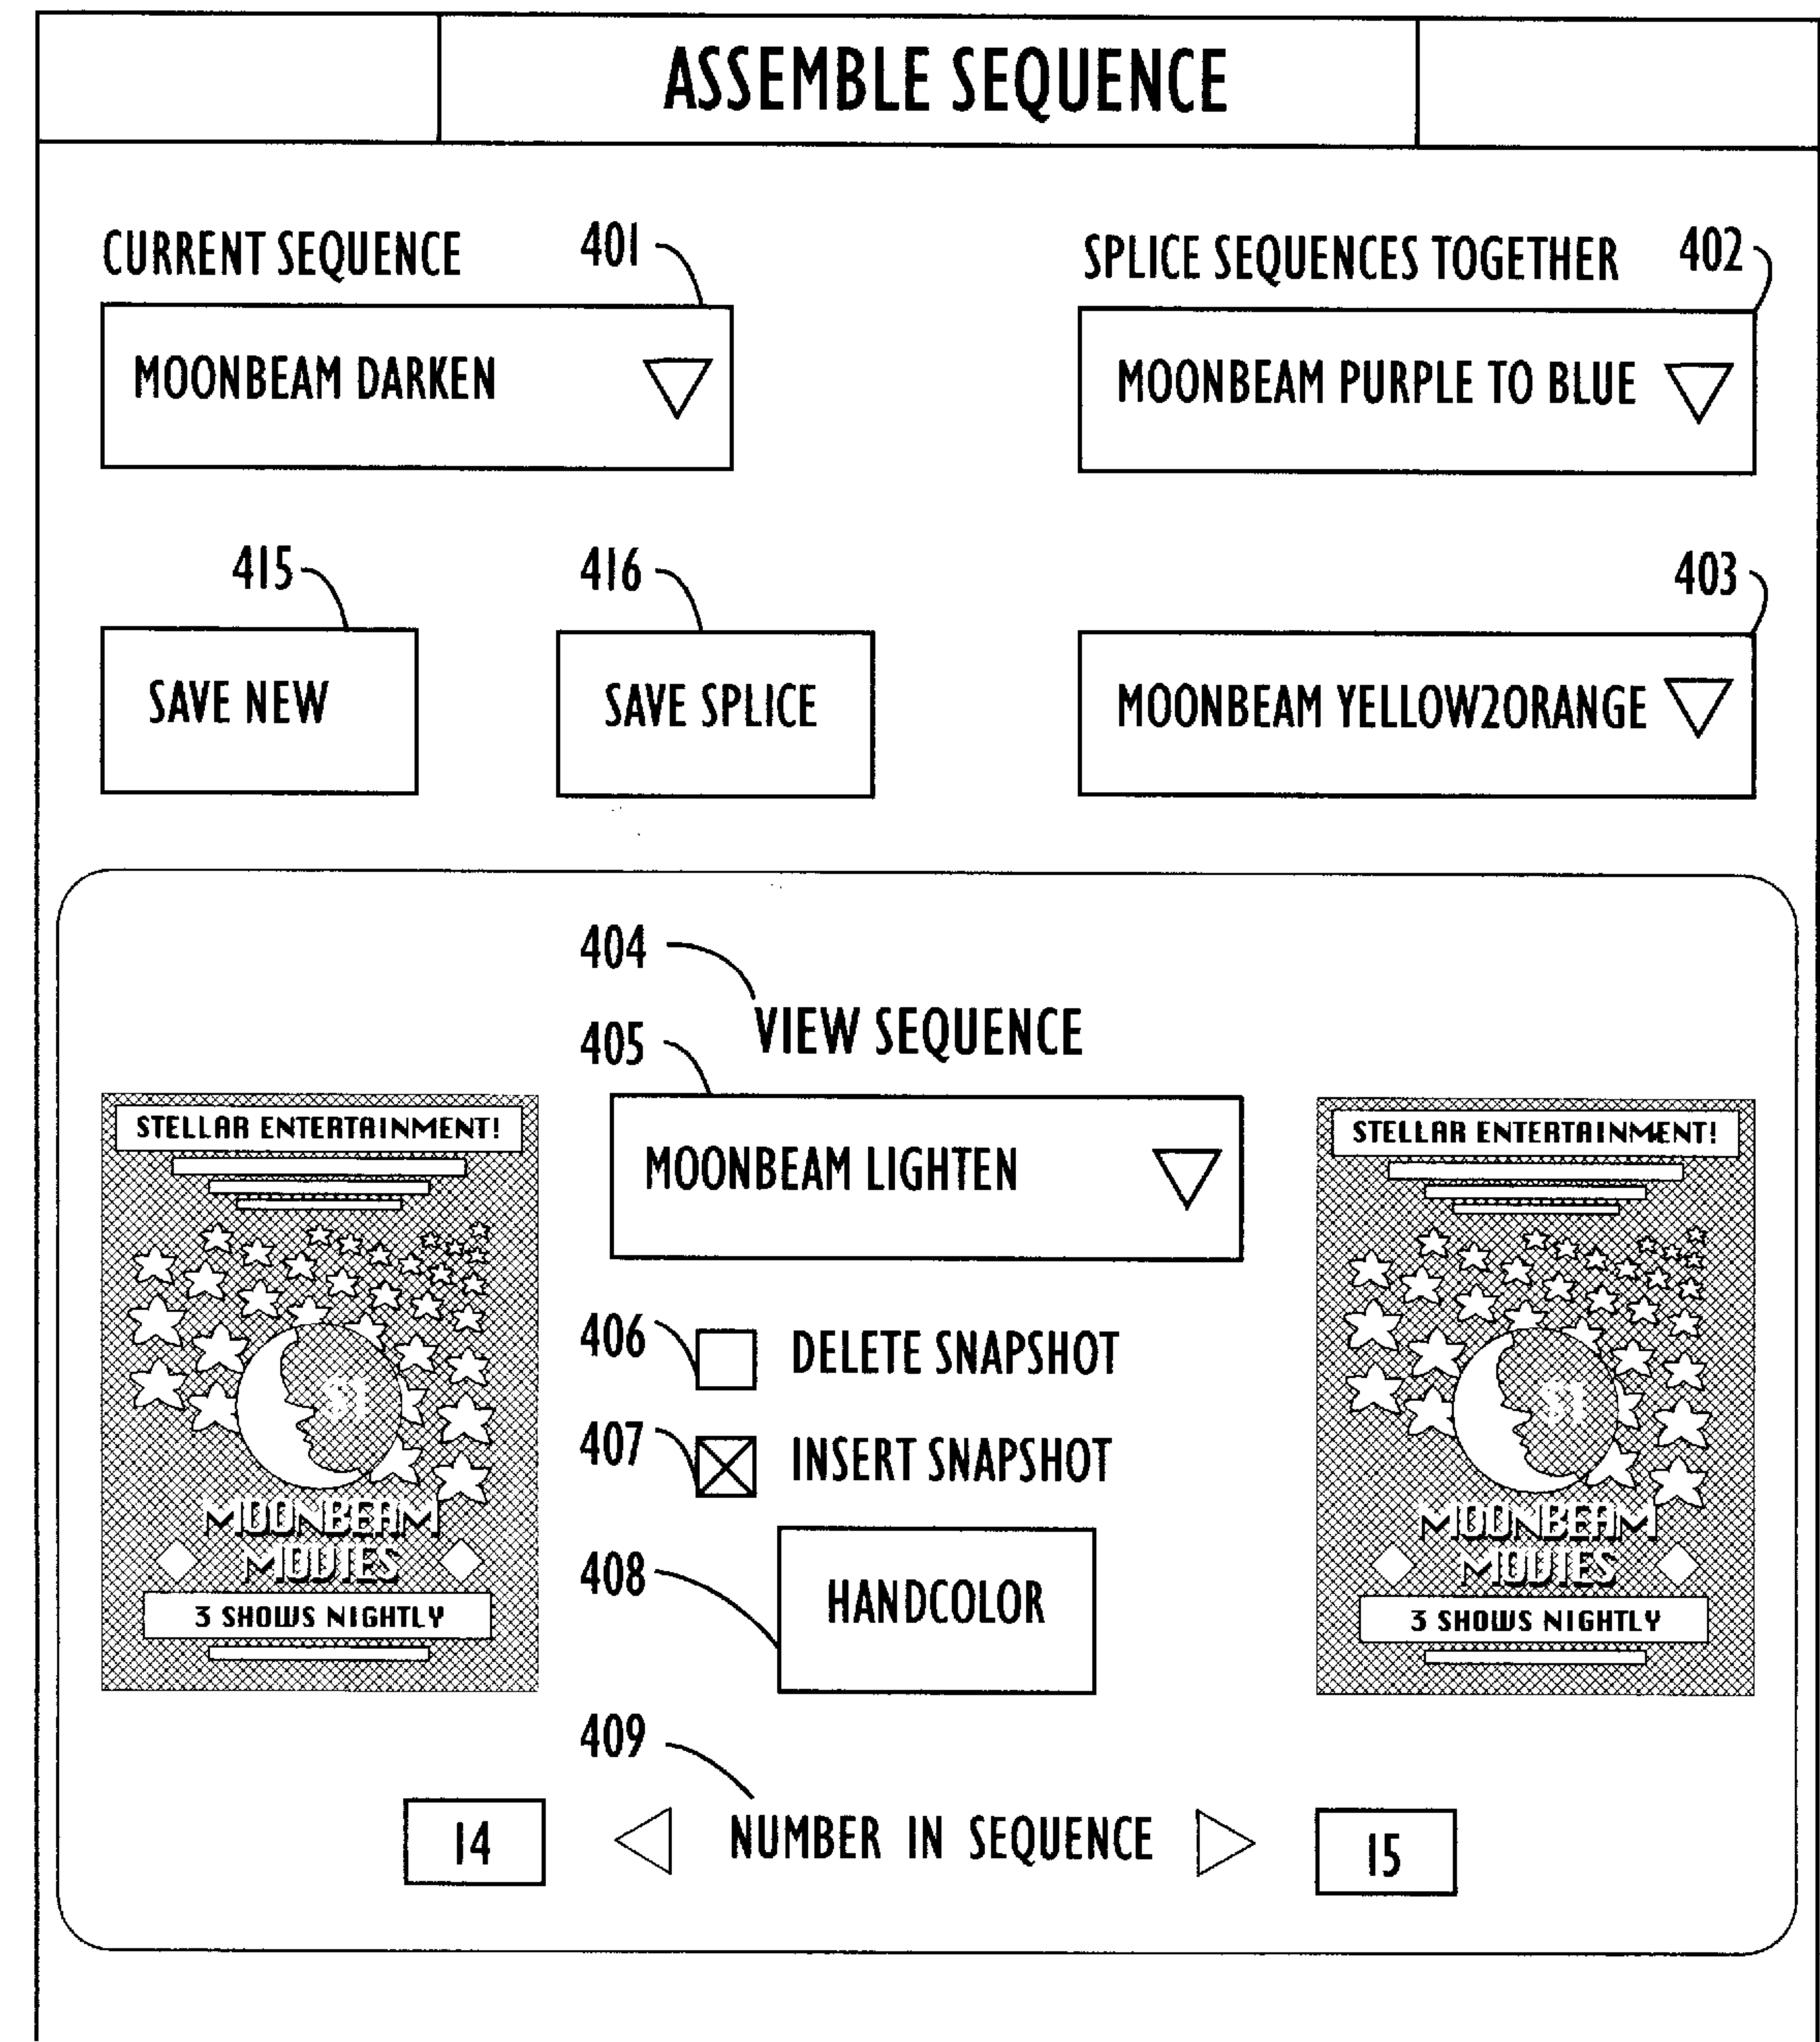 ASSEMBLE SEQUENCE
CURRENT SEQUENCE
401
SPLICE SEQUENCES TOGETHER
402
MOONBEAM DARKEN
MOONBEAM PURPLE TO BLUE
415
416
403
SAVE NEW
SAVE SPLICE
MOONBEAM YELLOW2ORANGE
404
VIEW SEQUENCE
405
MOONBEAM LIGHTEN
STELLAR ENTERTAINMENT!
$1
MOONBEAM
MOVIES
3 SHOWS NIGHTLY
STELLAR ENTERTAINMENT!
$1
MOONBEAM
MOVIES
3 SHOWS NIGHTLY
406
DELETE SNAPSHOT
407
INSERT SNAPSHOT
408
HANDCOLOR
409
14
NUMBER IN SEQUENCE
15